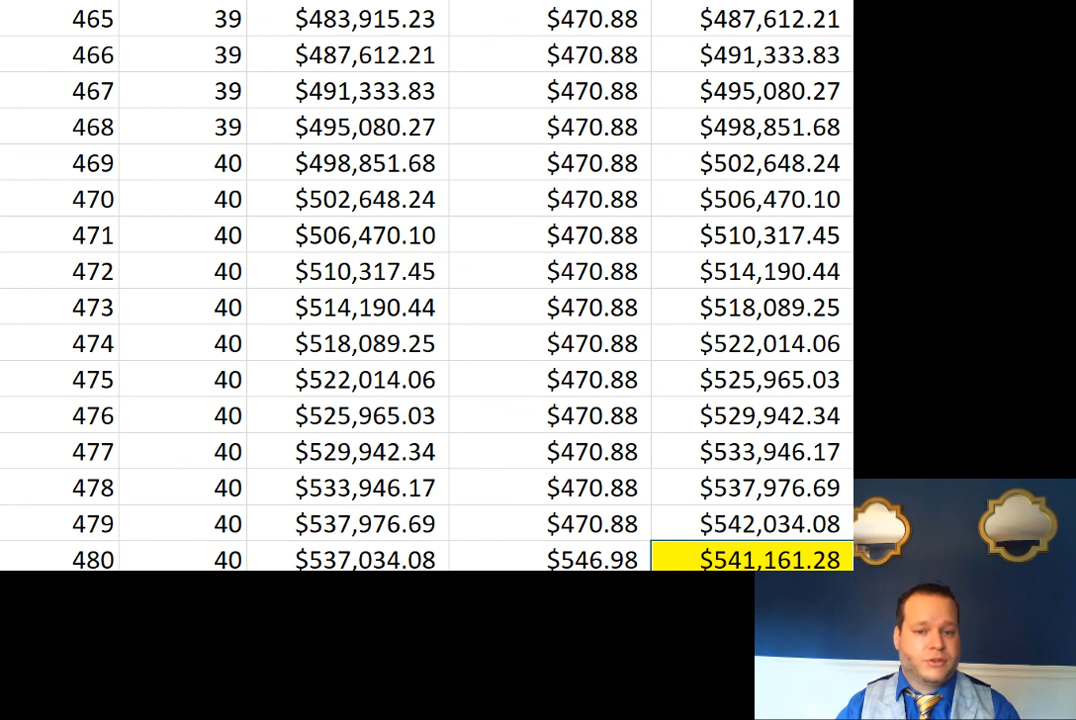 465 39 $483,915.23 $470.88 $487,612.21
466 39 $487,612.21 $470.88 $491,333.83
467 39 $491,333.83 $470.88 $495,080.27
468 39 $495,080.27 $470.88 $498,851.68
469 40 $498,851.68 $470.88 $502,648.24
470 40 $502,648.24 $470.88 $506,470.10
471 40 $506,470.10 $470.88 $510,317.45
472 40 $510,317.45 $470.88 $514,190.44
473 40 $514,190.44 $470.88 $518,089.25
474 40 $518,089.25 $470.88 $522,014.06
475 40 $522,014.06 $470.88 $525,965.03
476 40 $525,965.03 $470.88 $529,942.34
477 40 $529,942.34 $470.88 $533,946.17
478 40 $533,946.17 $470.88 $537,976.69
479 40 $537,976.69 $470.88 $542,034.08
480 40 $537,034.08 $546.98 $541,161.28